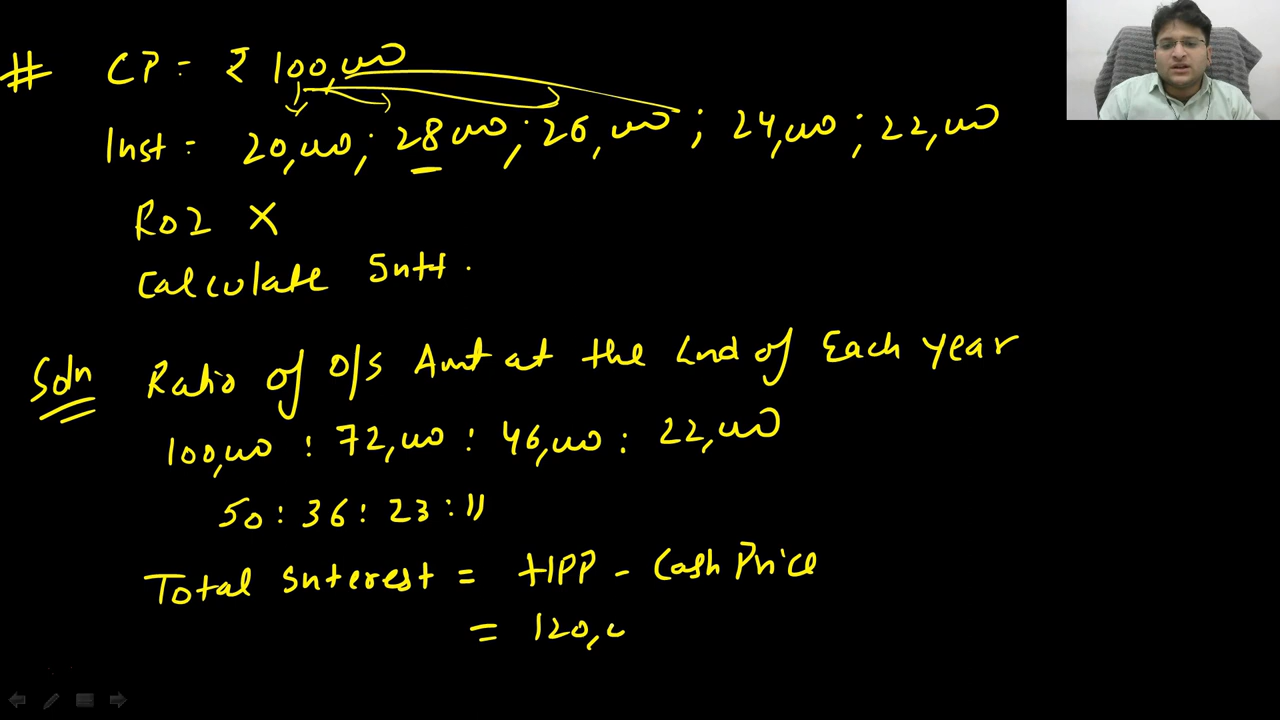 # CP = ₹ 100,000
Inst = 20,000; 28000; 26,000; 24,000; 22,000
ROI X
Calculate Intt.
Soln Ratio of O/S Amt at the End of Each year
100,000 : 72,000 : 46,000 : 22,000
50 : 36 : 23 : 11
Total Interest = HPP - Cash Price
= 120,0